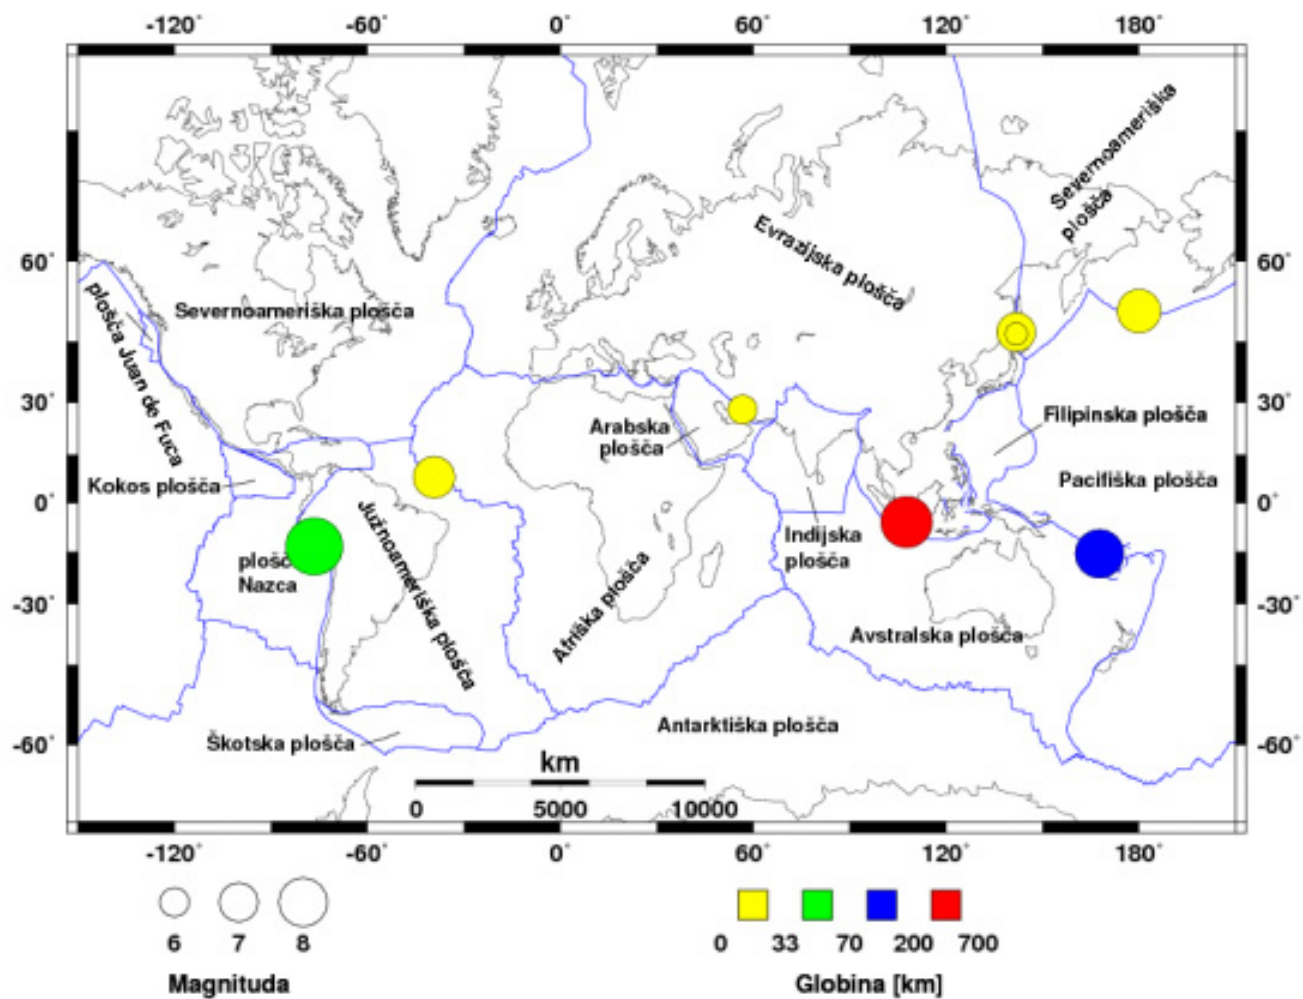 -120° -60° 0° 60° 120° 180°
Severnoameriška
plošča
Evrazijska plošča
60° 60°
plošča Juan de Fuca
Severnoameriška plošča
30° 30°
Filipinska plošča
Arabska
plošča
Kokos plošča
Pacifiška plošča
0° 0°
Južnoameriška plošča
Indijska
plošča
plošč
Nazca
Afriška plošča
-30° -30°
Avstralska plošča
Antarktiška plošča
Škotska plošča
-60° -60°
km
0 5000 10000
-120° -60° 0° 60° 120° 180°
6 7 8
0 33 70 200 700
Magnituda
Globina [km]